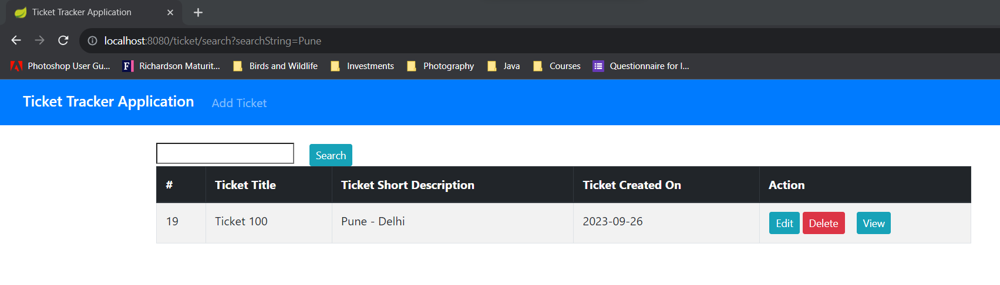 Ticket Tracker Application
localhost:8080/ticket/search?searchString=Pune
Photoshop User Gu... Richardson Maturit... Birds and Wildlife Investments Photography Java Courses Questionnaire for I...
Ticket Tracker Application Add Ticket
Search
# Ticket Title Ticket Short Description Ticket Created On Action
19 Ticket 100 Pune - Delhi 2023-09-26 Edit Delete View